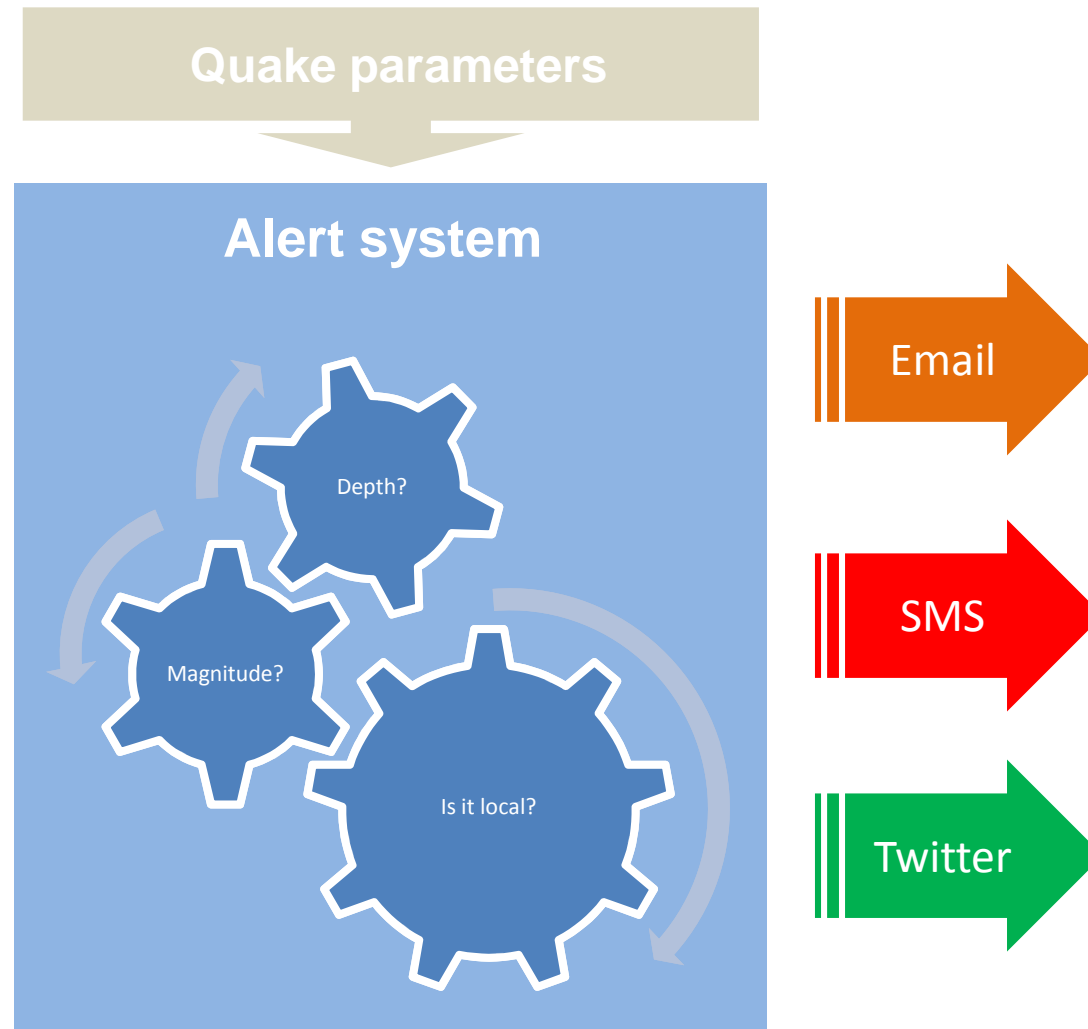 Quake parameters
Alert system
Depth?
Magnitude?
Is it local?
Email
SMS
Twitter